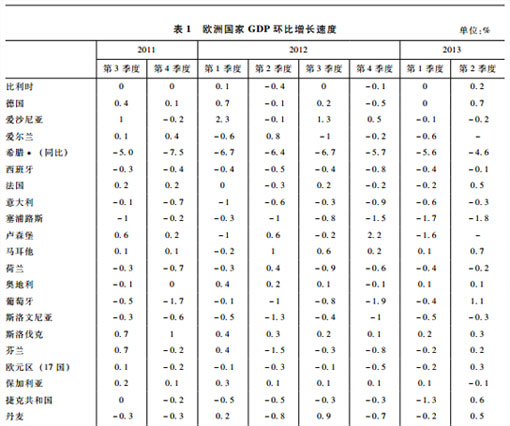 表 1 欧洲国家 GDP 环比增长速度 单位:%
2011 2012 2013
第 3 季度 第 4 季度 第 1 季度 第 2 季度 第 3 季度 第 4 季度 第 1 季度 第 2 季度
比利时 0 0 0.1 -0.4 0 -0.1 0 0.2
德国 0.4 0.1 0.7 -0.1 0.2 -0.5 0 0.7
爱沙尼亚 1 -0.2 2.3 -0.1 1.3 0.5 -0.1 -0.2
爱尔兰 0.1 0.4 -0.6 0.8 -1 -0.2 -0.6 -
希腊*(同比) -5.0 -7.5 -6.7 -6.4 -6.7 -5.7 -5.6 -4.6
西班牙 -0.3 -0.4 -0.4 -0.5 -0.4 -0.8 -0.4 -0.1
法国 0.2 0.2 0 -0.3 0.2 -0.2 -0.2 0.5
意大利 -0.1 -0.7 -1 -0.6 -0.3 -0.9 -0.6 -0.3
塞浦路斯 -1 -0.2 -0.3 -1 -0.8 -1.5 -1.7 -1.8
卢森堡 0.6 0.2 -1 0.6 -0.2 2.2 -1.6 -
马耳他 0.1 0.1 -0.2 1 0.6 0.2 0.1 0.7
荷兰 -0.3 -0.7 -0.3 0.4 -0.9 -0.6 -0.4 -0.2
奥地利 -0.1 0 0.4 0.2 0.1 -0.1 0.1 0.1
葡萄牙 -0.5 -1.7 -0.1 -1 -0.8 -1.9 -0.4 1.1
斯洛文尼亚 -0.3 -0.6 -0.5 -1.3 -0.4 -1 -0.5 -0.3
斯洛伐克 0.7 1 0.4 0.3 0.2 0.1 0.2 0.3
芬兰 0.7 -0.2 0.4 -1.5 -0.3 -0.8 -0.2 0.2
欧元区(17 国) 0.1 -0.2 -0.1 -0.3 -0.1 -0.5 -0.2 0.3
保加利亚 0.2 0.1 0.3 0.1 0.1 0.1 0.1 -0.1
捷克共和国 0 -0.2 -0.5 -0.5 -0.3 -0.3 -1.3 0.6
丹麦 -0.3 -0.3 0.2 -0.8 0.9 -0.7 -0.2 0.5